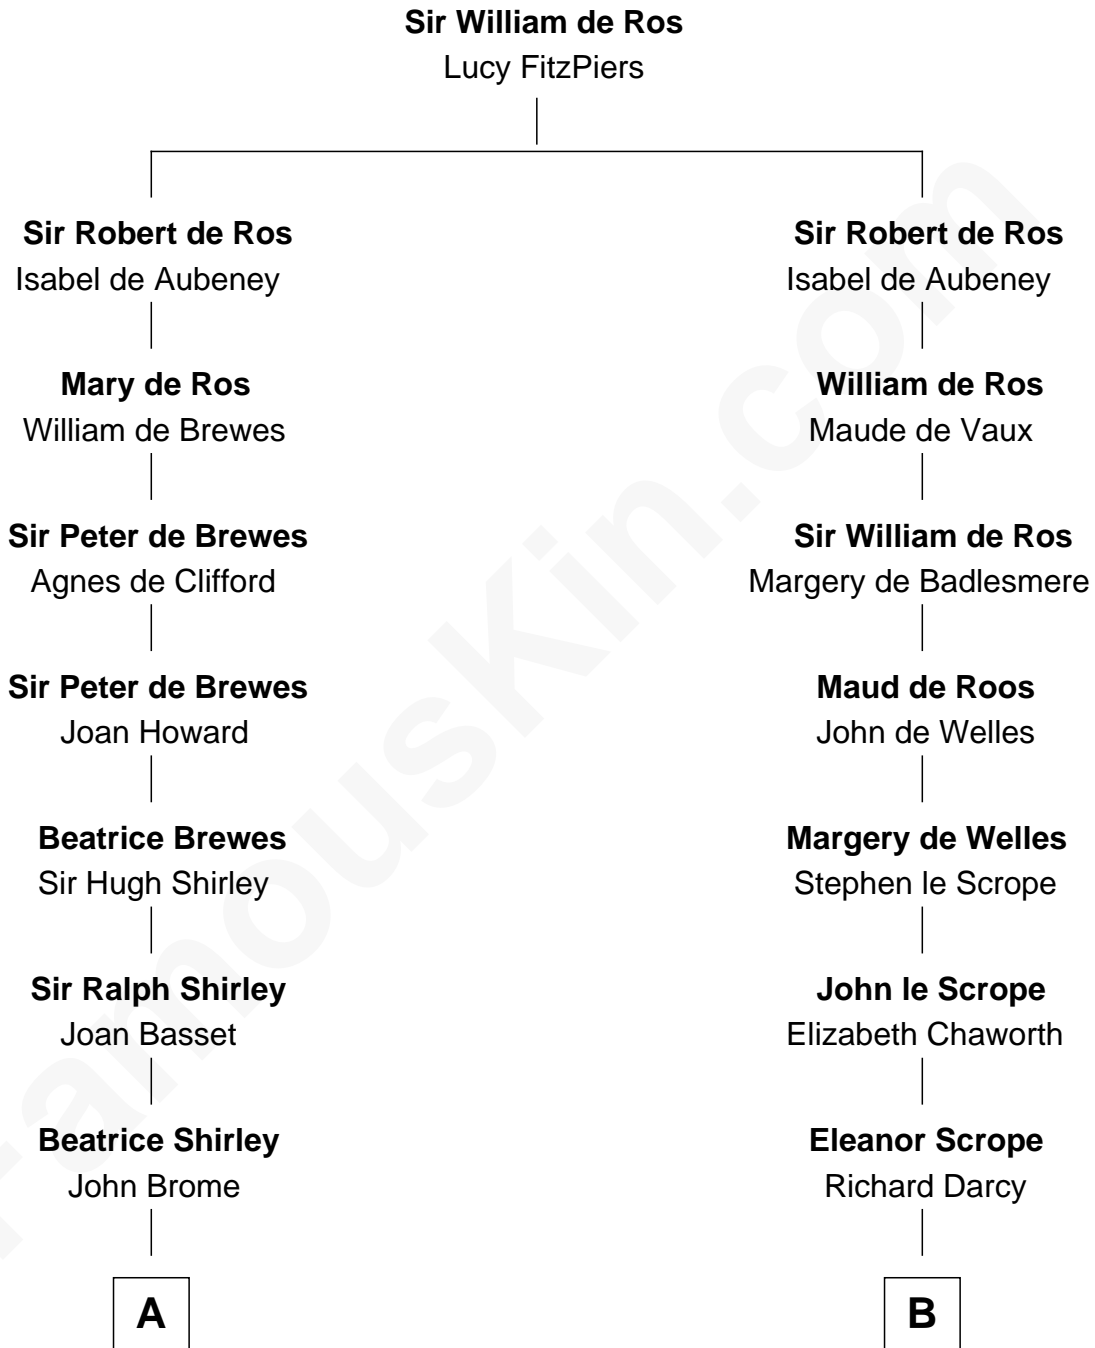 Sir William de Ros
Lucy FitzPiers
Sir Robert de Ros
Isabel de Aubeney
Sir Robert de Ros
Isabel de Aubeney
Mary de Ros
William de Brewes
William de Ros
Maude de Vaux
Sir Peter de Brewes
Agnes de Clifford
Sir William de Ros
Margery de Badlesmere
Sir Peter de Brewes
Joan Howard
Maud de Roos
John de Welles
Beatrice Brewes
Sir Hugh Shirley
Margery de Welles
Stephen le Scrope
Sir Ralph Shirley
Joan Basset
John le Scrope
Elizabeth Chaworth
Beatrice Shirley
John Brome
Eleanor Scrope
Richard Darcy
A
B
FamousKin.com